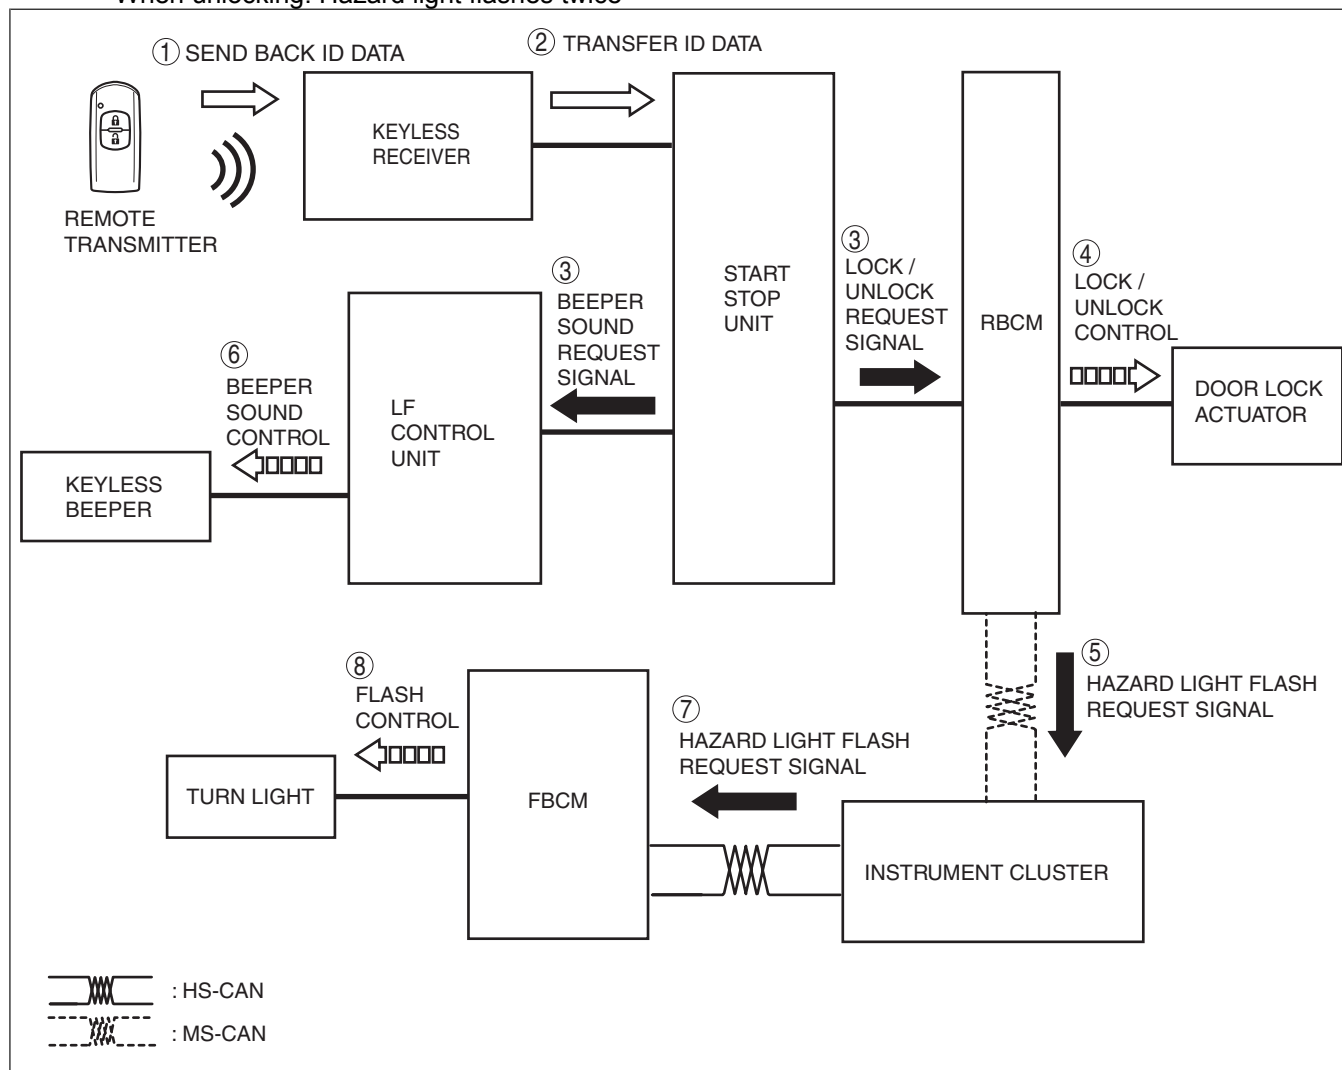 When unlocking: Hazard light flashes twice
① SEND BACK ID DATA
② TRANSFER ID DATA
KEYLESS
RECEIVER
REMOTE
TRANSMITTER
START
STOP
UNIT
③
BEEPER
SOUND
REQUEST
SIGNAL
③
LOCK /
UNLOCK
REQUEST
SIGNAL
RBCM
④
LOCK /
UNLOCK
CONTROL
DOOR LOCK
ACTUATOR
⑥
BEEPER
SOUND
CONTROL
LF
CONTROL
UNIT
KEYLESS
BEEPER
⑤
HAZARD LIGHT FLASH
REQUEST SIGNAL
⑧
FLASH
CONTROL
⑦
HAZARD LIGHT FLASH
REQUEST SIGNAL
TURN LIGHT
FBCM
INSTRUMENT CLUSTER
: HS-CAN
: MS-CAN